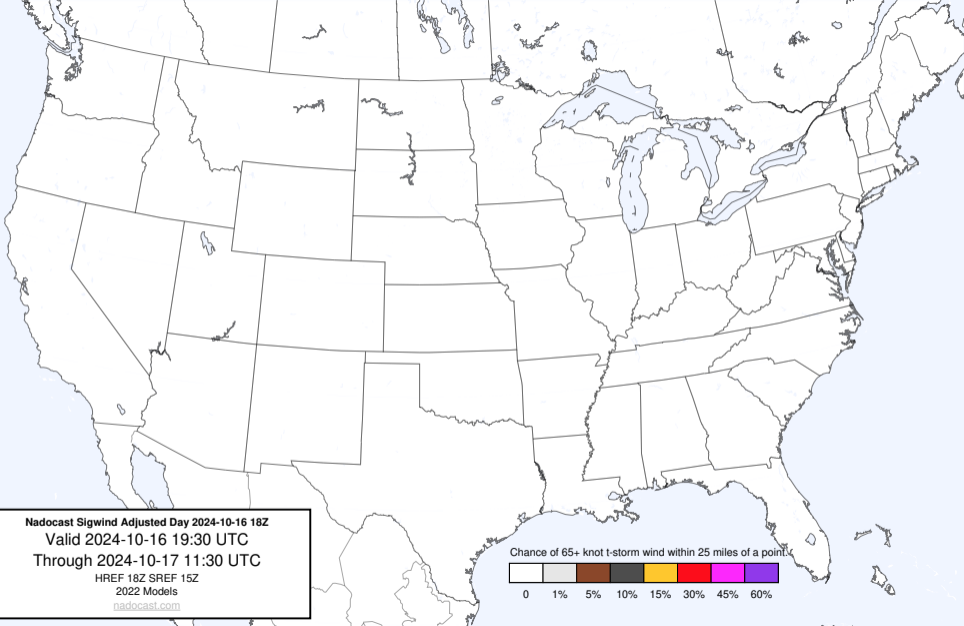 Nadocast Sigwind Adjusted Day 2024-10-16 18Z
Valid 2024-10-16 19:30 UTC
Through 2024-10-17 11:30 UTC
HREF 18Z SREF 15Z
2022 Models
nadocast.com
Chance of 65+ knot t-storm wind within 25 miles of a point.
0 1% 5% 10% 15% 30% 45% 60%